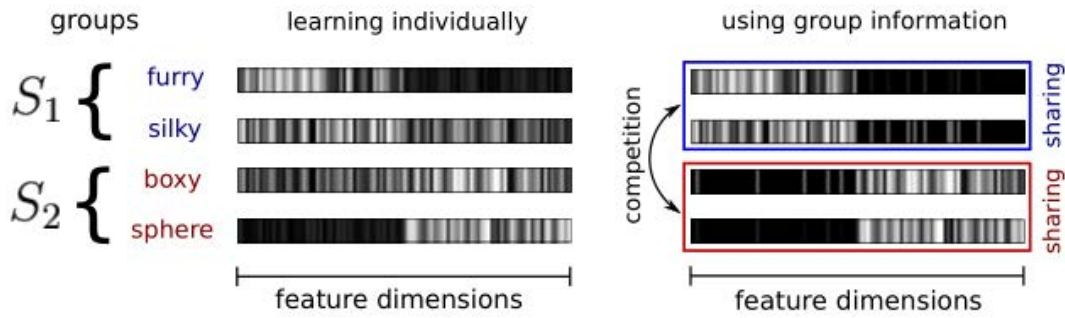 groups
learning individually
using group information
S1
furry
silky
S2
boxy
sphere
feature dimensions
competition
sharing
sharing
feature dimensions